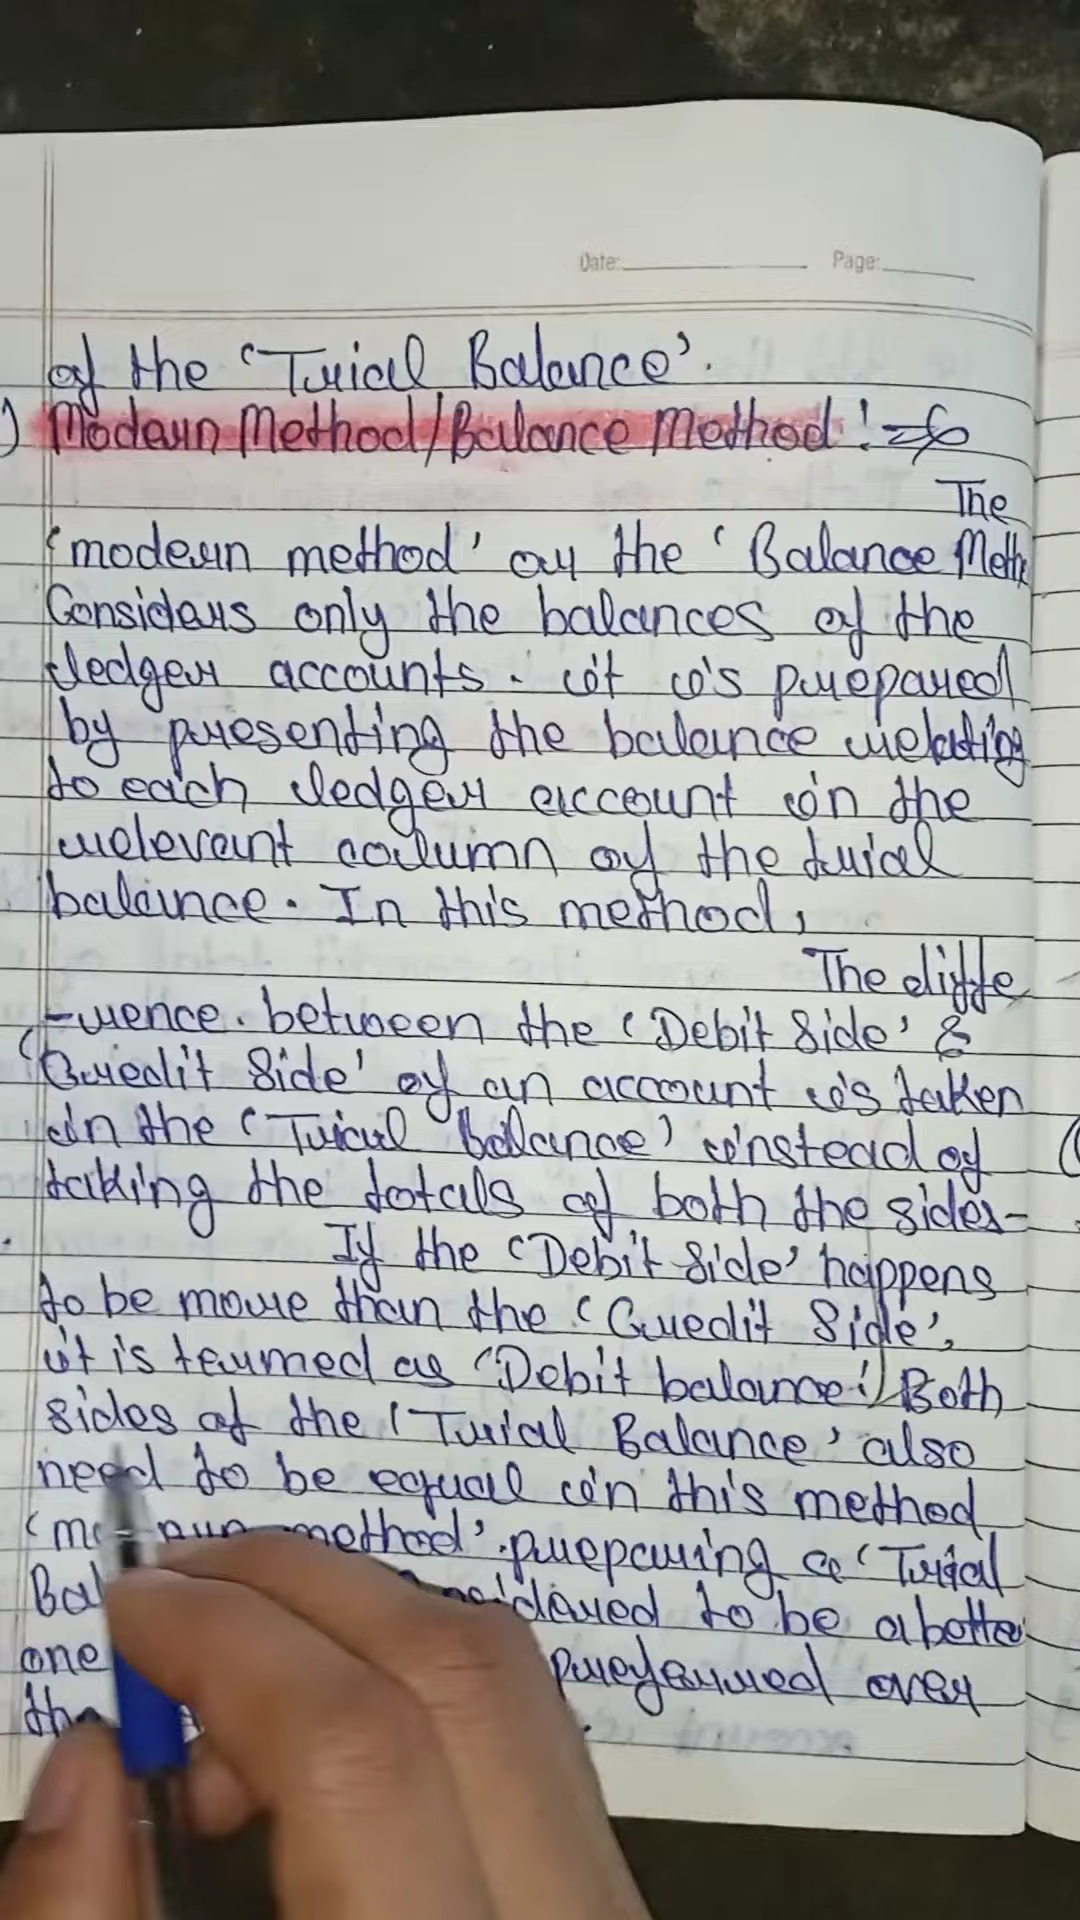 Date: Page:
of the 'Trial Balance'.
) Modern Method/Balance Method :-
The
'modern method' or the 'Balance Meth
Considers only the balances of the
ledger accounts. it is prepared
by presenting the balance relating
to each ledger account in the
relevant column of the trial
balance. In this method,
The diffe
-rence. between the 'Debit Side' &
'Credit Side' of an account is taken
in the 'Trial Balance' instead of
taking the totals of both the sides-
If the 'Debit Side' happens
to be more than the 'Credit Side',
it is termed as 'Debit balance'. Both
sides of the 'Trial Balance' also
need to be equal in this method
method' preparing a 'Trial
to be a bette
one preferred over